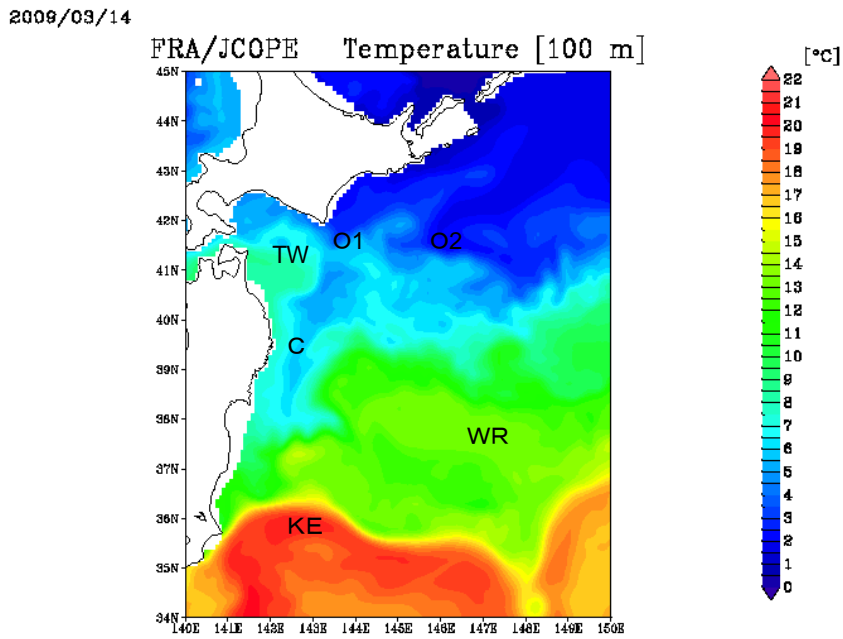 2009/03/14
FRA/JCOPE Temperature [100 m]
[°C]
45N
44N
43N
42N
41N
40N
39N
38N
37N
36N
35N
34N
140E 141E 142E 143E 144E 145E 146E 147E 148E 149E 150E
TW
O1
O2
C
WR
KE
22
21
20
19
18
17
16
15
14
13
12
11
10
9
8
7
6
5
4
3
2
1
0